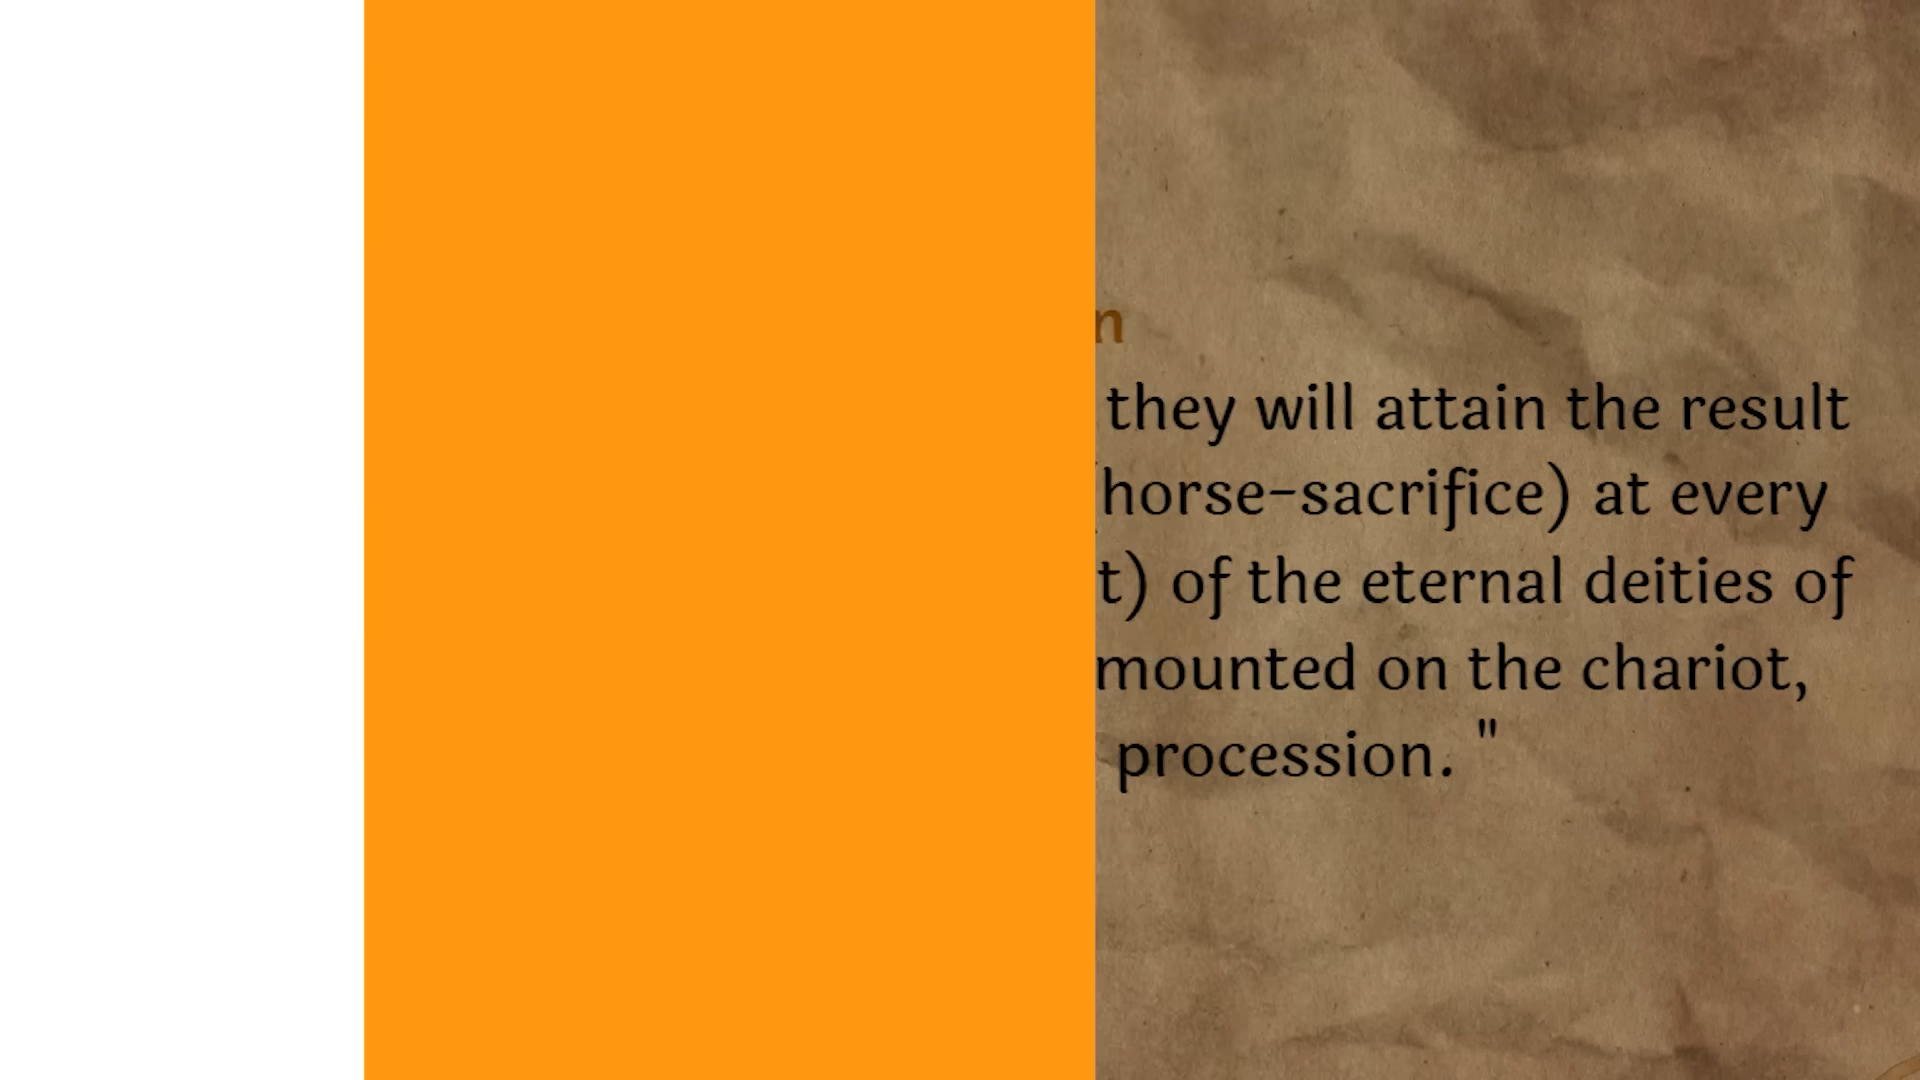 n
they will attain the result
(horse-sacrifice) at every
t) of the eternal deities of
mounted on the chariot,
procession. "